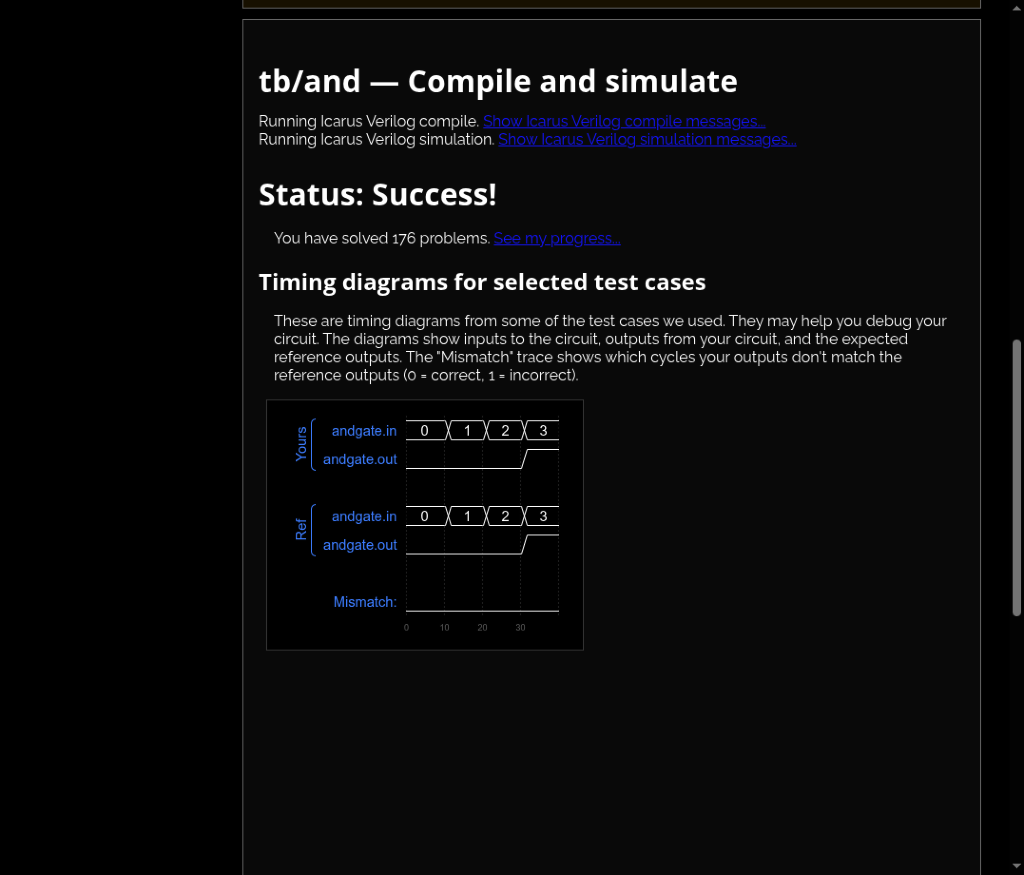 tb/and — Compile and simulate
Running Icarus Verilog compile. Show Icarus Verilog compile messages...
Running Icarus Verilog simulation. Show Icarus Verilog simulation messages...
Status: Success!
You have solved 176 problems. See my progress...
Timing diagrams for selected test cases
These are timing diagrams from some of the test cases we used. They may help you debug your
circuit. The diagrams show inputs to the circuit, outputs from your circuit, and the expected
reference outputs. The "Mismatch" trace shows which cycles your outputs don't match the
reference outputs (0 = correct, 1 = incorrect).
Yours
andgate.in 0 1 2 3
andgate.out
Ref
andgate.in 0 1 2 3
andgate.out
Mismatch:
0 10 20 30